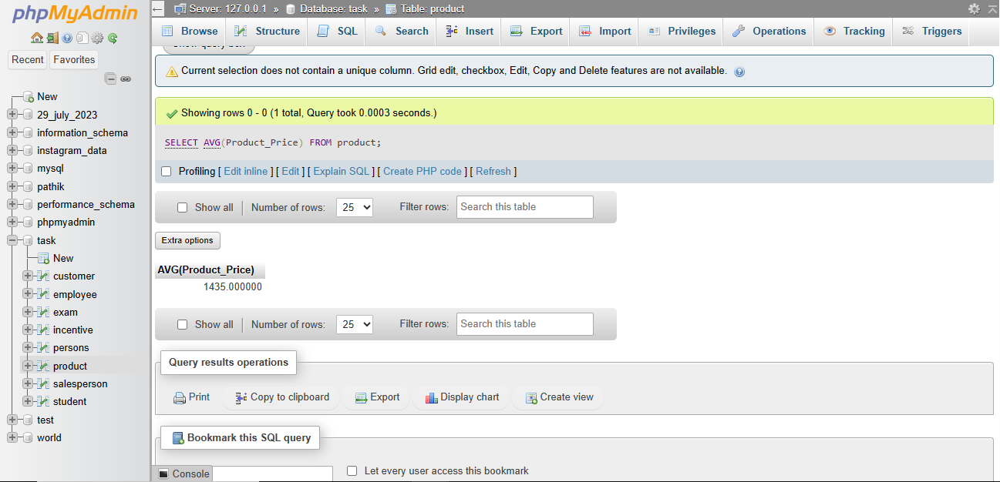 phpMyAdmin
Recent Favorites
New
29_july_2023
information_schema
instagram_data
mysql
pathik
performance_schema
phpmyadmin
task
New
customer
employee
exam
incentive
persons
product
salesperson
student
test
world
Server: 127.0.0.1 » Database: task » Table: product
Browse Structure SQL Search Insert Export Import Privileges Operations Tracking Triggers
Show query box
Current selection does not contain a unique column. Grid edit, checkbox, Edit, Copy and Delete features are not available.
Showing rows 0 - 0 (1 total, Query took 0.0003 seconds.)
SELECT AVG(Product_Price) FROM product;
Profiling [ Edit inline ] [ Edit ] [ Explain SQL ] [ Create PHP code ] [ Refresh ]
Show all Number of rows: 25 Filter rows: Search this table
Extra options
AVG(Product_Price)
1435.000000
Show all Number of rows: 25 Filter rows: Search this table
Query results operations
Print Copy to clipboard Export Display chart Create view
Bookmark this SQL query
Console Let every user access this bookmark